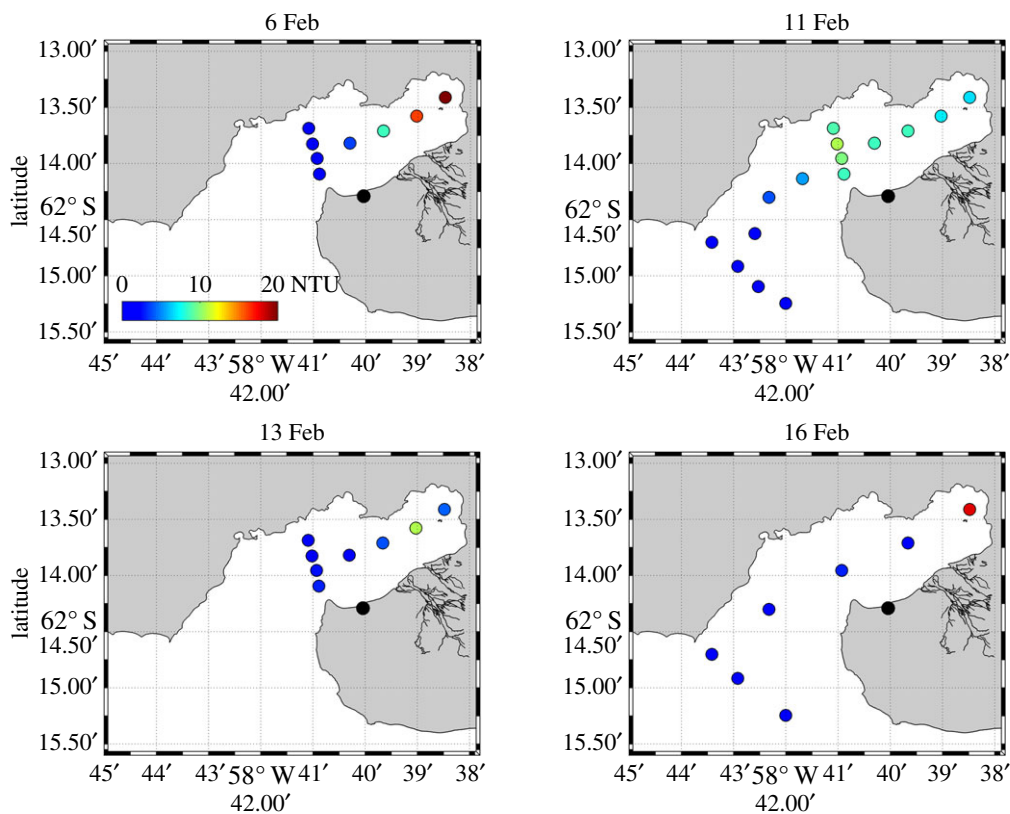 6 Feb
13.00′
13.50′
14.00′
62° S
14.50′
15.00′
15.50′
latitude
0 10 20 NTU
45′ 44′ 43′ 58° W 41′ 40′ 38′
42.00′
11 Feb
13.00′
13.50′
14.00′
62° S
14.50′
15.00′
15.50′
45′ 44′ 43′ 58° W 41′ 40′ 38′
42.00′
13 Feb
13.00′
13.50′
14.00′
62° S
14.50′
15.00′
15.50′
latitude
45′ 44′ 43′ 58° W 41′ 40′ 38′
42.00′
16 Feb
13.00′
13.50′
14.00′
62° S
14.50′
15.00′
15.50′
45′ 44′ 43′ 58° W 41′ 40′ 38′
42.00′